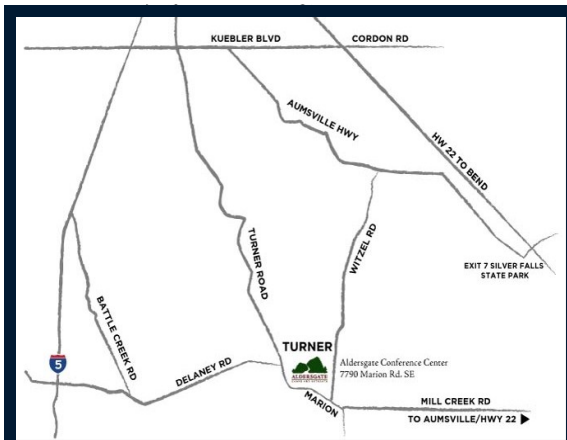 KUEBLER BLVD
CORDON RD
AUMSVILLE HWY
HW 22 TO BEND
TURNER ROAD
WITZEL RD
EXIT 7 SILVER FALLS
STATE PARK
BATTLE CREEK RD
5
DELANEY RD
TURNER
ALDERSGATE
Aldersgate Conference Center
7790 Marion Rd. SE
MARION
MILL CREEK RD
TO AUMSVILLE/HWY 22